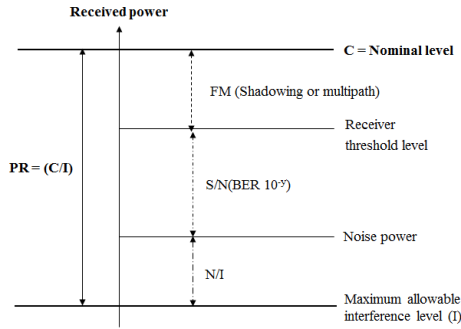 Received power
C = Nominal level
FM (Shadowing or multipath)
Receiver
threshold level
PR = (C/I)
S/N(BER 10⁻ʸ)
Noise power
N/I
Maximum allowable
interference level (I)